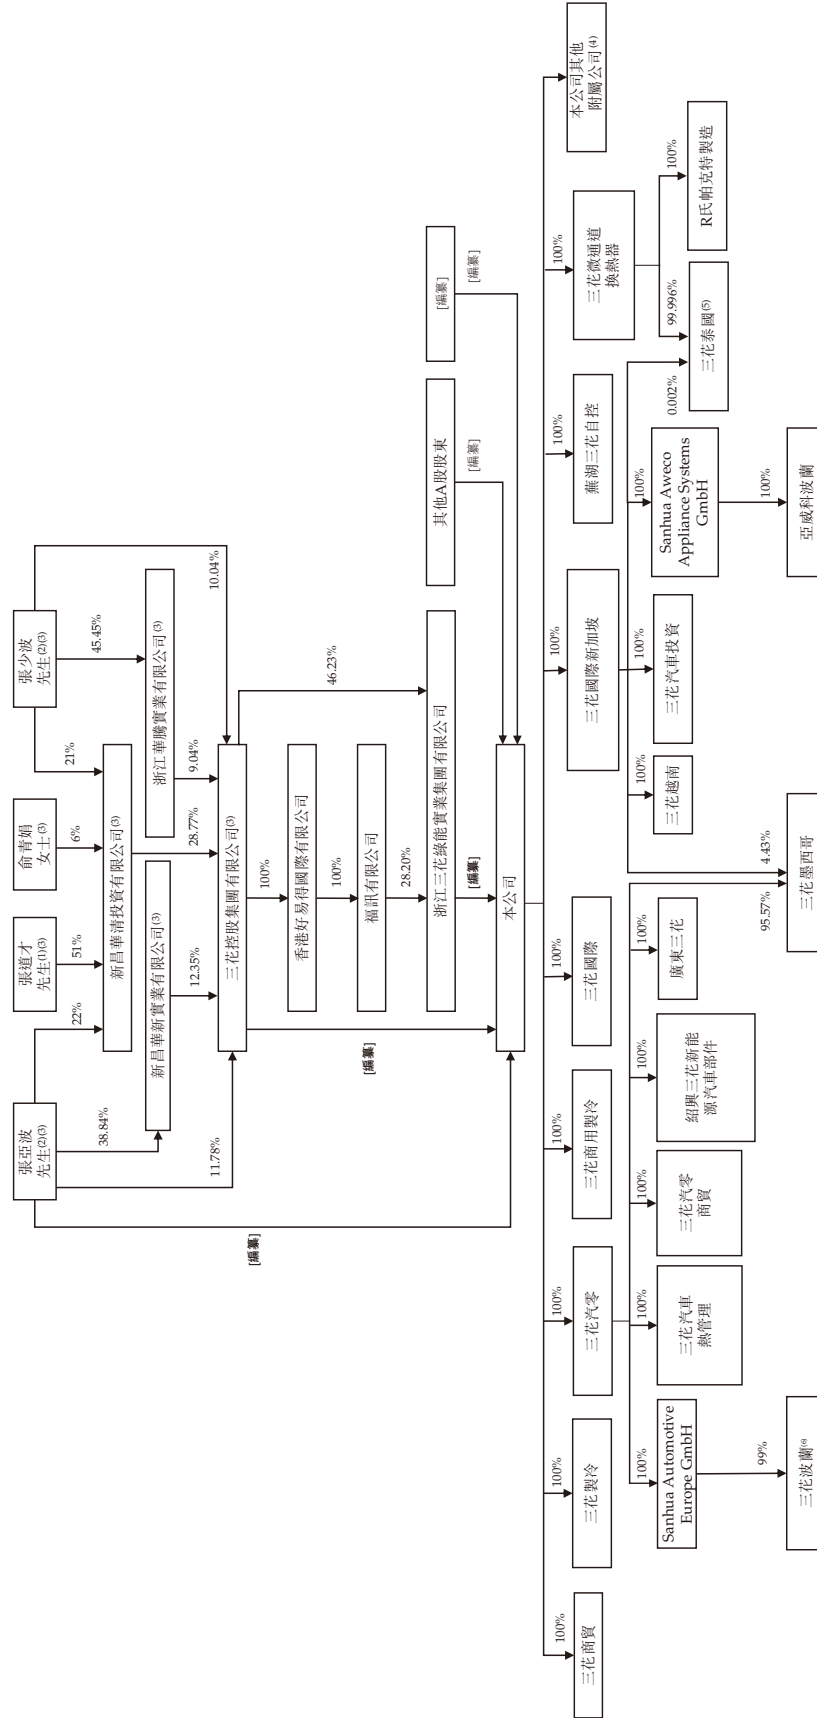 張亞波
先生(2)(3)
張道才
先生(1)(3)
俞青娟
女士(3)
張少波
先生(2)(3)
22%
51%
6%
21%
38.84%
45.45%
新昌華清投資有限公司(3)
新昌華新實業有限公司(3)
浙江華騰實業有限公司(3)
11.78%
12.35%
28.77%
9.04%
10.04%
三花控股集團有限公司(3)
100%
香港好易得國際有限公司
46.23%
100%
福訊有限公司
[編纂]
[編纂]
28.20%
浙江三花綠能實業集團有限公司
其他A股股東
[編纂]
[編纂]
[編纂]
[編纂]
本公司
100%
100%
100%
100%
100%
100%
100%
100%
三花商貿
三花製冷
三花汽零
三花商用製冷
三花國際
三花國際新加坡
蕪湖三花自控
三花微通道
換熱器
本公司其他
附屬公司(4)
100%
100%
100%
100%
100%
95.57%
4.43%
100%
100%
100%
0.002%
99.996%
100%
Sanhua Automotive
Europe GmbH
三花汽車
熱管理
三花汽零
商貿
紹興三花新能
源汽車部件
廣東三花
三花越南
三花汽車投資
Sanhua Aweco
Appliance Systems
GmbH
三花泰國(5)
R氏帕克特製造
99%
100%
三花波蘭(6)
三花墨西哥
亞威科波蘭